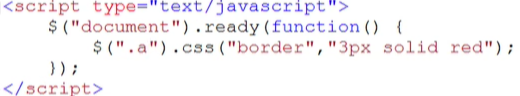 <script type="text/javascript">
$("document").ready(function() {
$(".a").css("border","3px solid red");
});
</script>